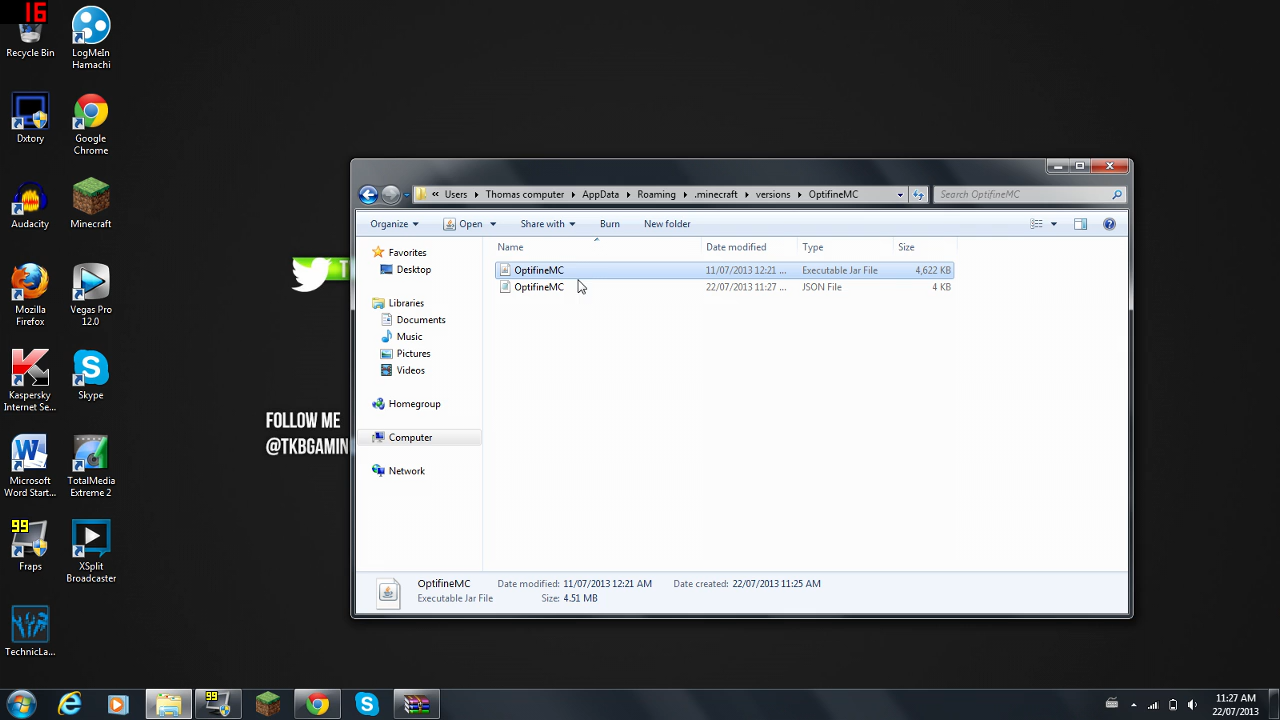 16
Recycle Bin
LogMeIn
Hamachi
Dxtory
Google
Chrome
Audacity
Minecraft
Mozilla
Firefox
Vegas Pro
12.0
Kaspersky
Internet Se...
Skype
Microsoft
Word Start...
TotalMedia
Extreme 2
99
Fraps
XSplit
Broadcaster
TechnicLa...
FOLLOW ME
@TKBGAMIN
Users
Thomas computer
AppData
Roaming
.minecraft
versions
OptifineMC
Search OptifineMC
Organize
Open
Share with
Burn
New folder
Favorites
Desktop
Libraries
Documents
Music
Pictures
Videos
Homegroup
Computer
Network
Name Date modified Type Size
OptifineMC 11/07/2013 12:21 ... Executable Jar File 4,622 KB
OptifineMC 22/07/2013 11:27 ... JSON File 4 KB
OptifineMC Date modified: 11/07/2013 12:21 AM Date created: 22/07/2013 11:25 AM
Executable Jar File Size: 4.51 MB
99
11:27 AM
22/07/2013